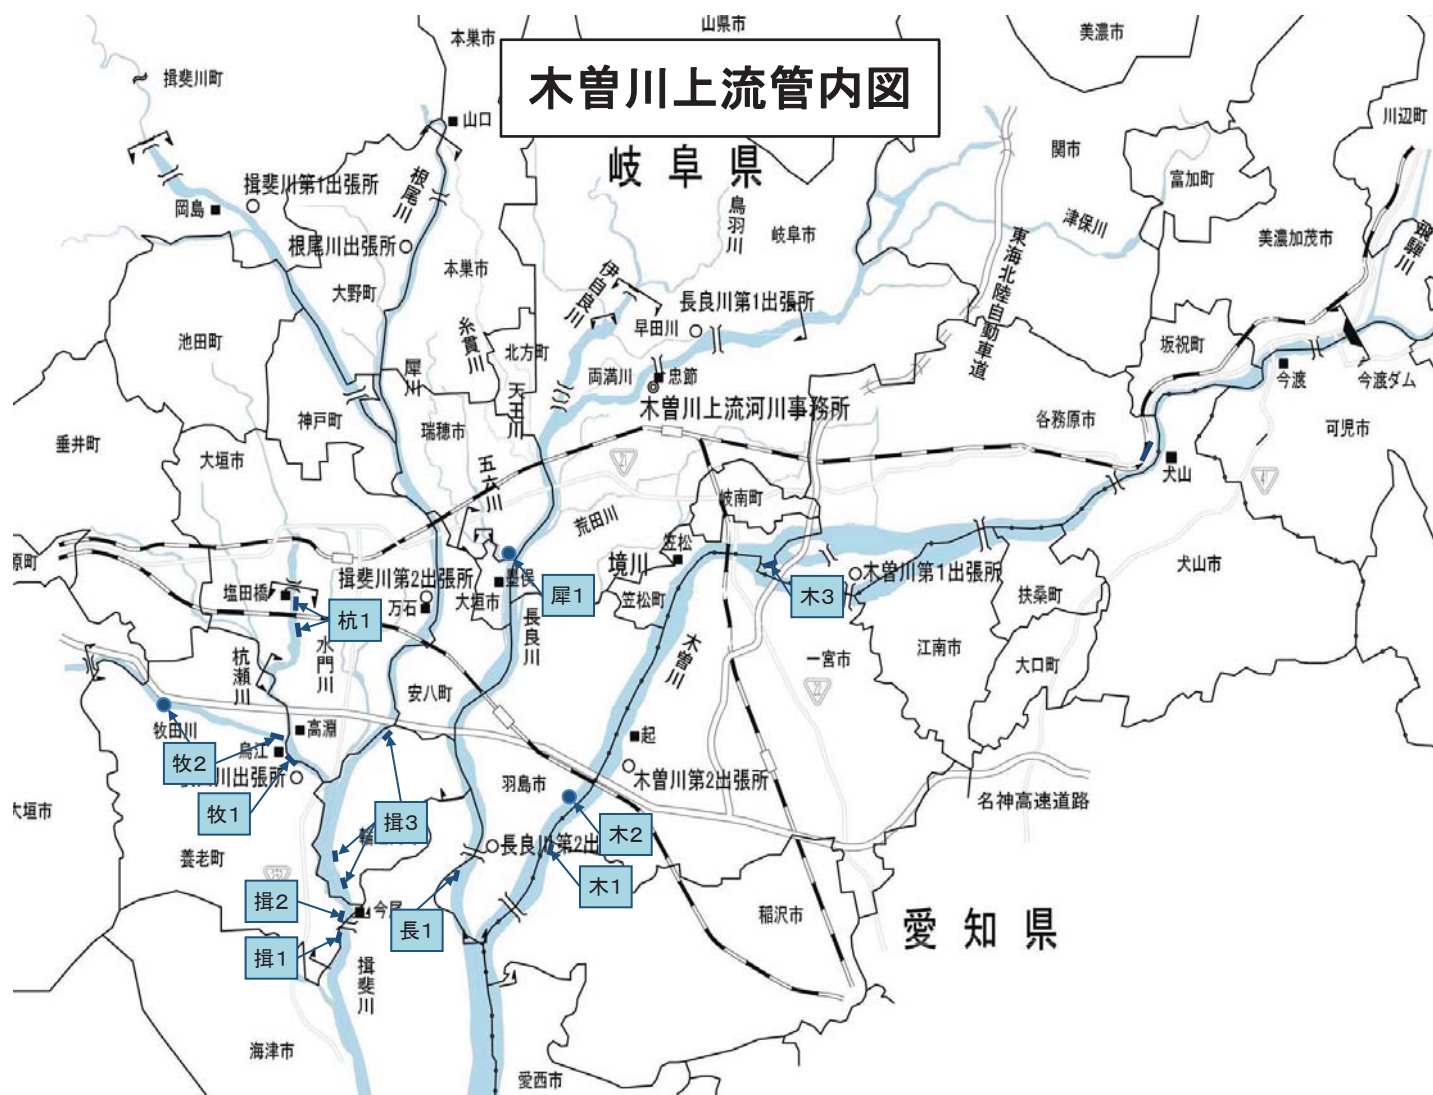 木曽川上流管内図
本巣市
山県市
美濃市
揖斐川町
山口
川辺町
岐阜県
関市
富加町
揖斐川第1出張所
岡島
根尾川
鳥羽川
津保川
岐阜市
東海北陸自動車道
美濃加茂市
飛騨川
根尾川出張所
本巣市
伊自良川
大野町
長良川第1出張所
早田川
糸貫川
池田町
北方町
坂祝町
犀川
両満川
忠節
今渡
今渡ダム
天王川
木曽川上流河川事務所
神戸町
瑞穂市
各務原市
可児市
垂井町
大垣市
五六川
21
犬山
41
岐南町
荒田川
笠松
原町
境川
揖斐川第2出張所
墨俣
木曽川第1出張所
犬山市
塩田橋
大垣市
犀1
笠松町
木3
扶桑町
万石
杭1
長良川
水門川
木曽川
江南市
杭瀬川
一宮市
大口町
安八町
22
牧田川
高淵
起
烏江
牧2
川出張所
羽島市
木曽川第2出張所
名神高速道路
大垣市
牧1
揖3
木2
長良川第2出
養老町
木1
揖2
今尾
長1
稲沢市
愛知県
揖1
揖斐川
海津市
愛西市